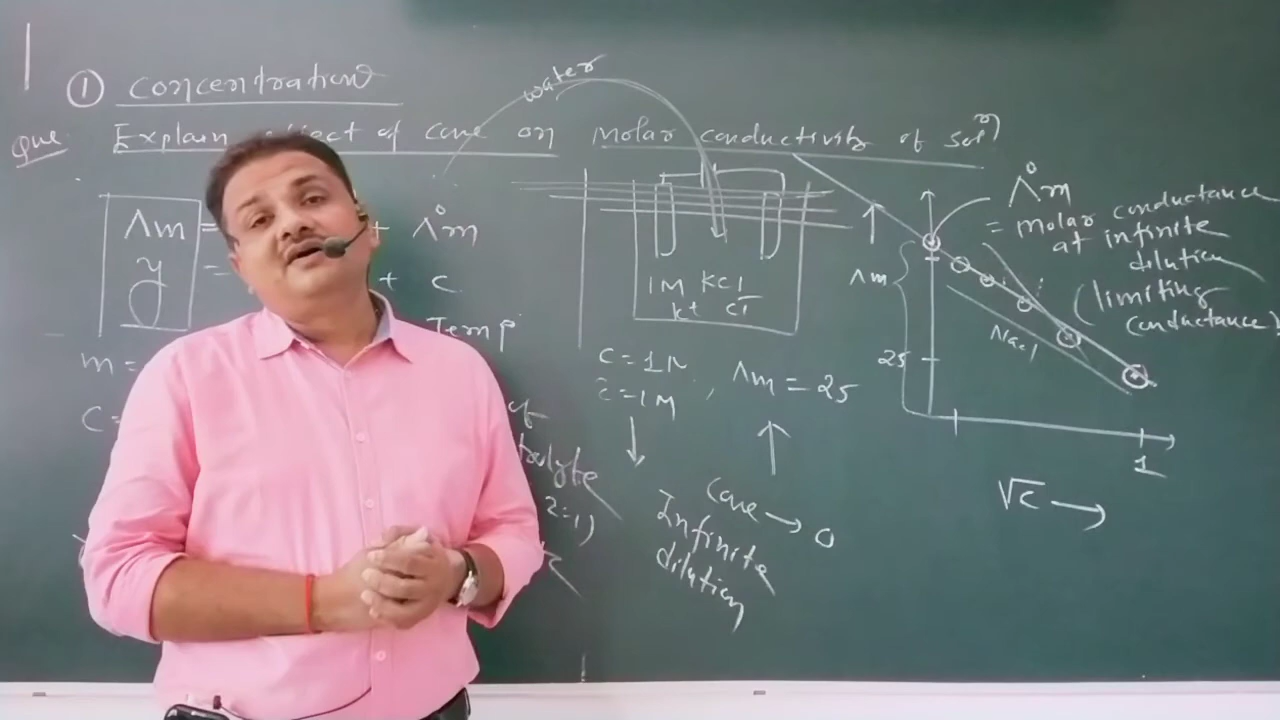 ① Concentration
Que Explain effect of conc on molar conductivity of solⁿ
water
Λm = + Λ°m
y = + c
Temp
m =
C =
1M KCl
K⁺ Cl⁻
C = 1M
C = 1M , Λm = 25
Conc → 0
Infinite
dilution
Λ°m
= molar conductance
at infinite
dilution
(limiting
conductance)
Λm
NaCl
25
1
√c →